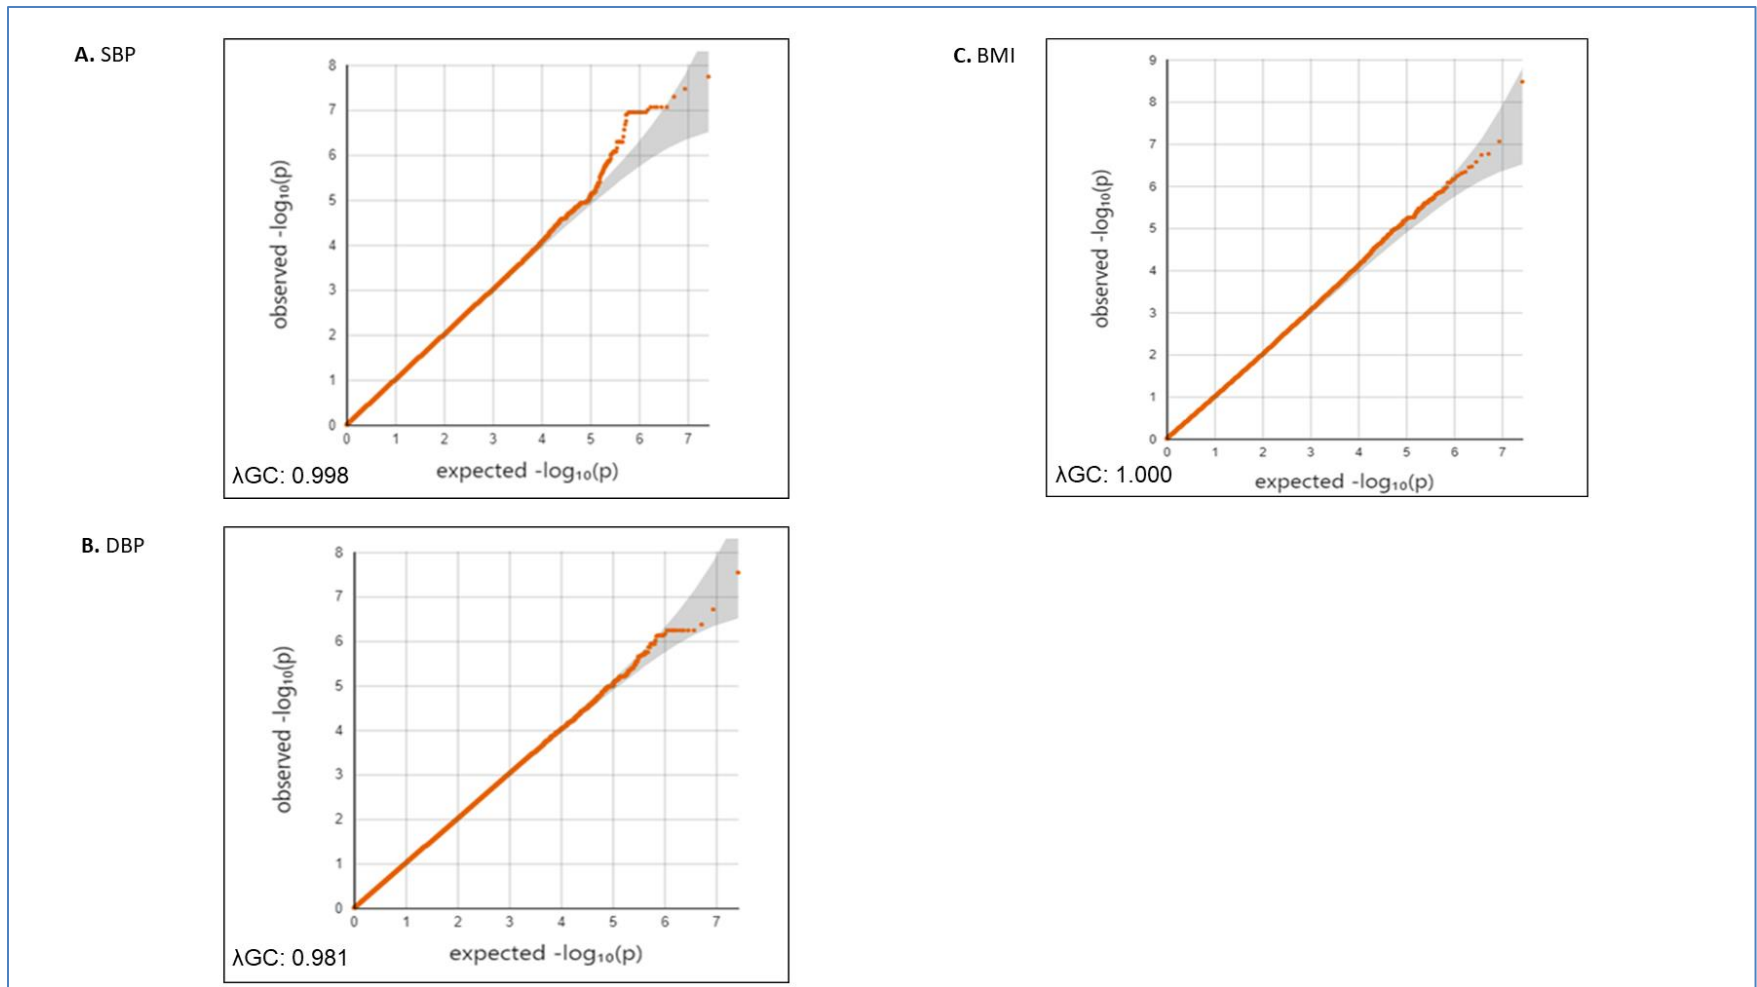 A. SBP
8
7
6
5
4
3
2
1
0
observed -log₁₀(p)
0 1 2 3 4 5 6 7
expected -log₁₀(p)
λGC: 0.998
C. BMI
9
8
7
6
5
4
3
2
1
0
observed -log₁₀(p)
0 1 2 3 4 5 6 7
expected -log₁₀(p)
λGC: 1.000
B. DBP
8
7
6
5
4
3
2
1
0
observed -log₁₀(p)
0 1 2 3 4 5 6 7
expected -log₁₀(p)
λGC: 0.981